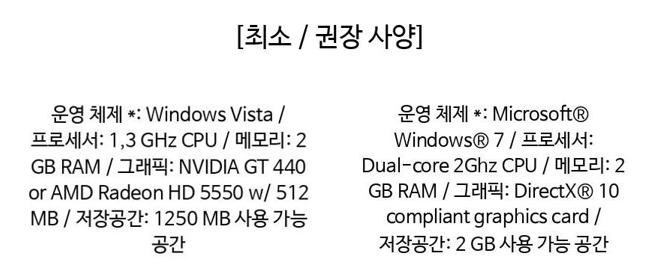 [최소 / 권장 사양]
운영 체제 *: Windows Vista /
프로세서: 1,3 GHz CPU / 메모리: 2
GB RAM / 그래픽: NVIDIA GT 440
or AMD Radeon HD 5550 w/ 512
MB / 저장공간: 1250 MB 사용 가능
공간
운영 체제 *: Microsoft®
Windows® 7 / 프로세서:
Dual-core 2Ghz CPU / 메모리: 2
GB RAM / 그래픽: DirectX® 10
compliant graphics card /
저장공간: 2 GB 사용 가능 공간